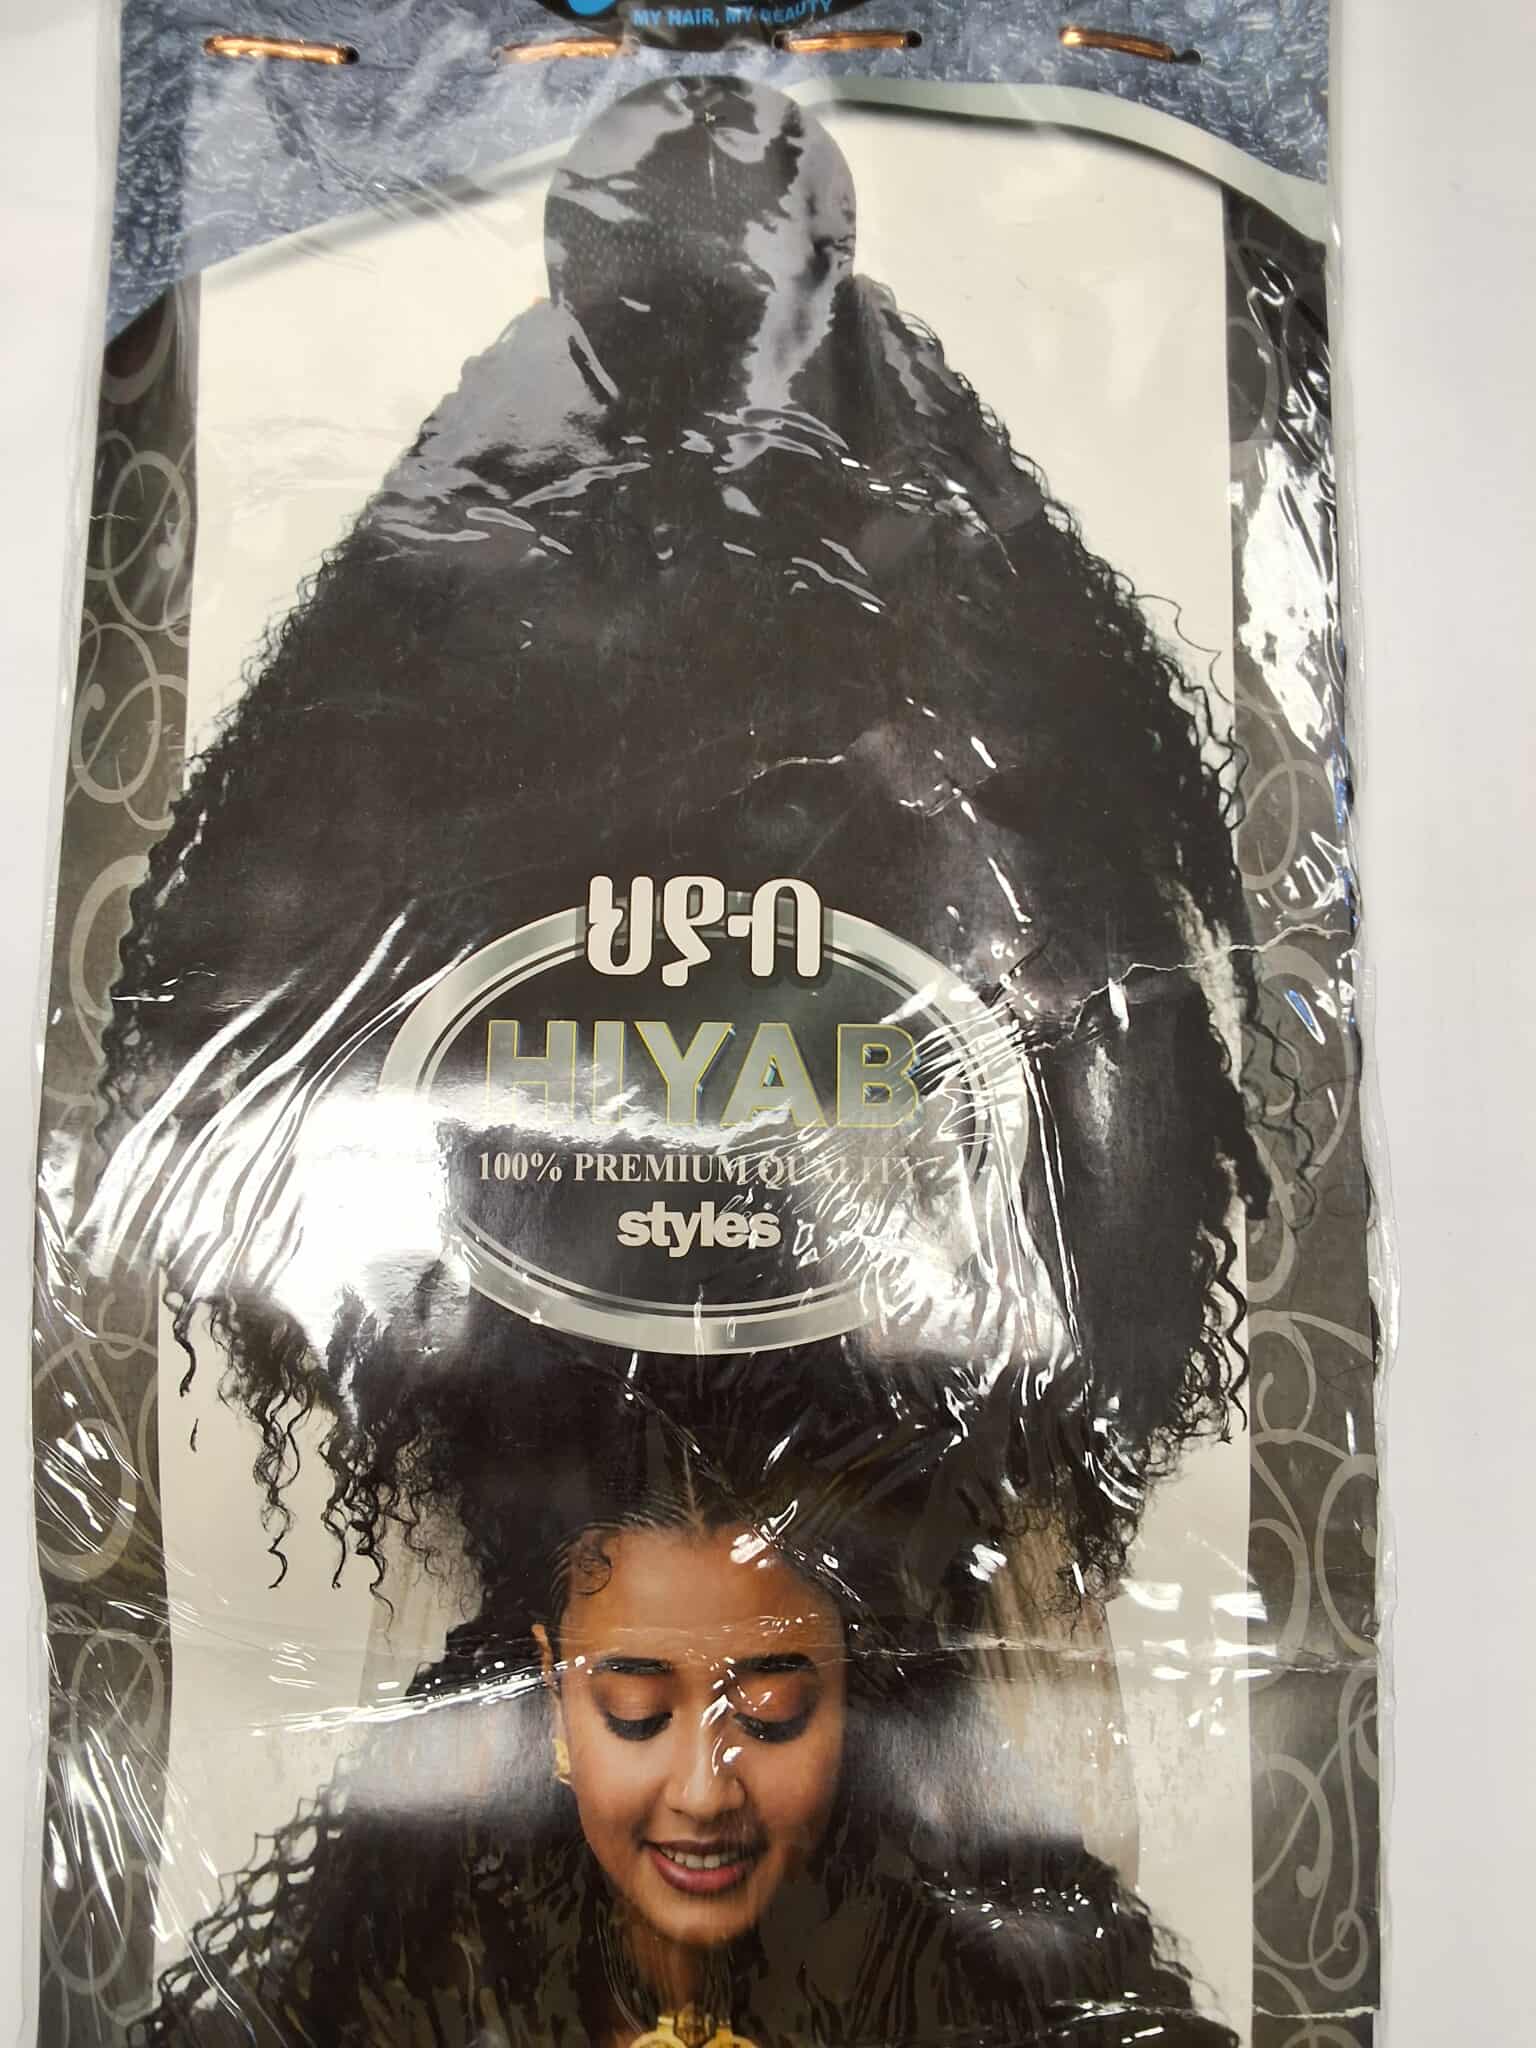 MY HAIR, MY BEAUTY
ህያብ
HIYAB
100% PREMIUM QUALITY
styles